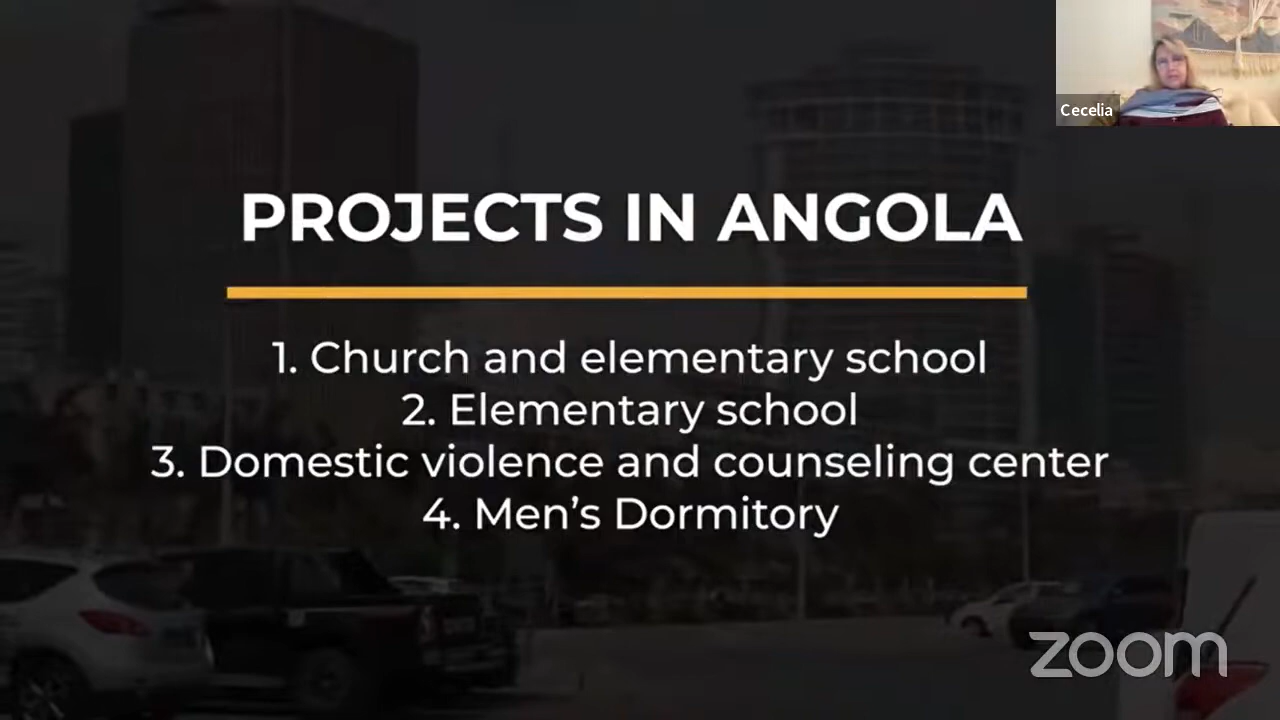 Cecelia
PROJECTS IN ANGOLA
1. Church and elementary school
2. Elementary school
3. Domestic violence and counseling center
4. Men’s Dormitory
zoom